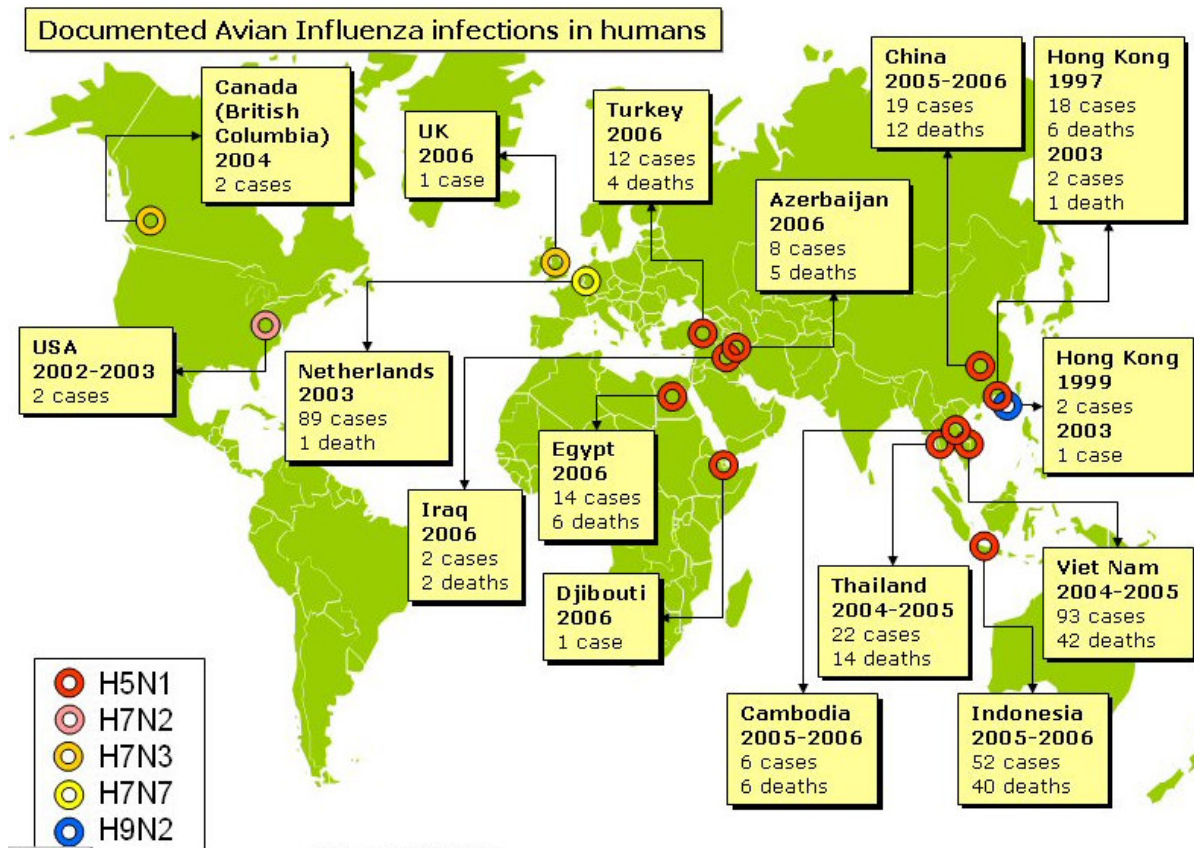 Documented Avian Influenza infections in humans
Canada
(British
Columbia)
2004
2 cases
UK
2006
1 case
Turkey
2006
12 cases
4 deaths
China
2005-2006
19 cases
12 deaths
Hong Kong
1997
18 cases
6 deaths
2003
2 cases
1 death
Azerbaijan
2006
8 cases
5 deaths
USA
2002-2003
2 cases
Netherlands
2003
89 cases
1 death
Hong Kong
1999
2 cases
2003
1 case
Egypt
2006
14 cases
6 deaths
Iraq
2006
2 cases
2 deaths
Djibouti
2006
1 case
Thailand
2004-2005
22 cases
14 deaths
Viet Nam
2004-2005
93 cases
42 deaths
Cambodia
2005-2006
6 cases
6 deaths
Indonesia
2005-2006
52 cases
40 deaths
H5N1
H7N2
H7N3
H7N7
H9N2